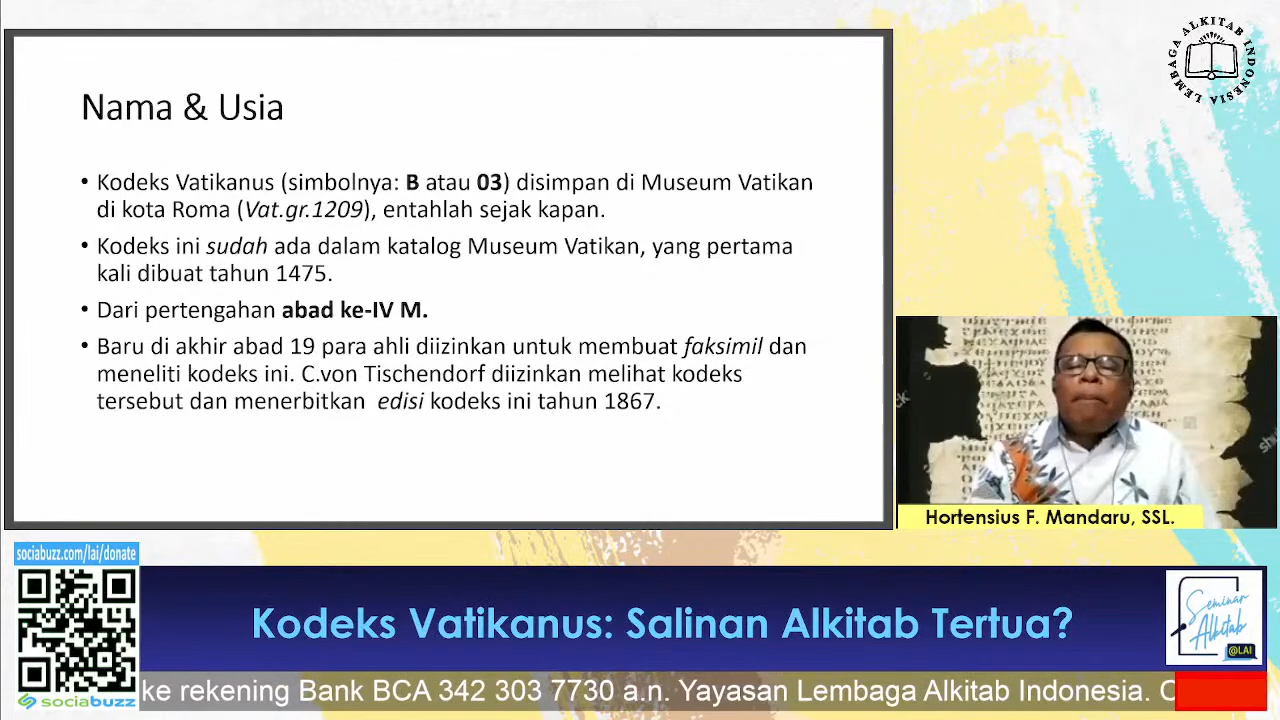 LEMBAGA ALKITAB INDONESIA
Nama & Usia
• Kodeks Vatikanus (simbolnya: B atau 03) disimpan di Museum Vatikan
di kota Roma (Vat.gr.1209), entahlah sejak kapan.
• Kodeks ini sudah ada dalam katalog Museum Vatikan, yang pertama
kali dibuat tahun 1475.
• Dari pertengahan abad ke-IV M.
• Baru di akhir abad 19 para ahli diizinkan untuk membuat faksimil dan
meneliti kodeks ini. C.von Tischendorf diizinkan melihat kodeks
tersebut dan menerbitkan edisi kodeks ini tahun 1867.
Hortensius F. Mandaru, SSL.
sociabuzz.com/lai/donate
Kodeks Vatikanus: Salinan Alkitab Tertua?
Seminar
Alkitab
@LAI
sociabuzz
ke rekening Bank BCA 342 303 7730 a.n. Yayasan Lembaga Alkitab Indonesia. C